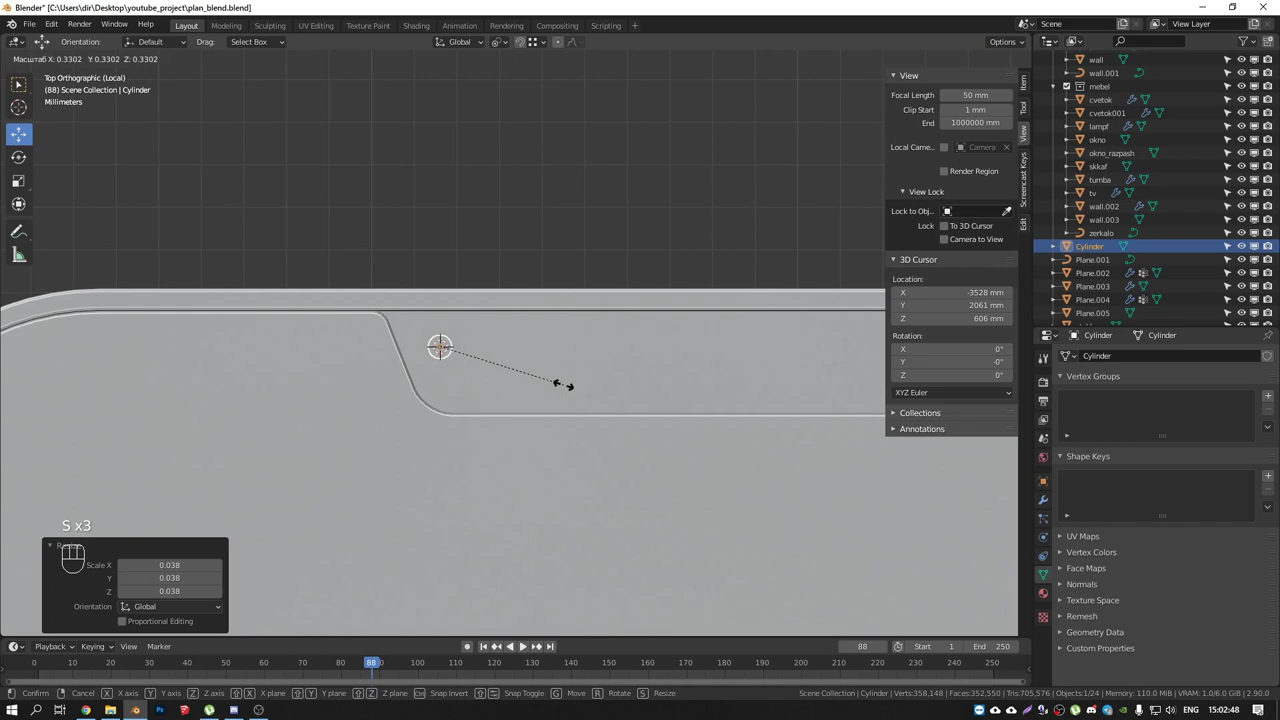 Blender* [C:\Users\dir\Desktop\youtube_project\plan_blend.blend]
File Edit Render Window Help Layout Modeling Sculpting UV Editing Texture Paint Shading Animation Rendering Compositing Scripting Scene View Layer
Orientation: Default Drag: Select Box Global Options
Масштаб X: 0.3302 Y: 0.3302 Z: 0.3302
Top Orthographic (Local)
(88) Scene Collection | Cylinder
Millimeters
View
Focal Length 50 mm
Clip Start 1 mm
End 1000000 mm
Local Came... Camera
Render Region
View Lock
Lock to Obj...
Lock To 3D Cursor
Camera to View
3D Cursor
Location:
X -3528 mm
Y 2061 mm
Z 606 mm
Rotation:
X 0°
Y -0°
Z 0°
XYZ Euler
Collections
Annotations
Item
Tool
View
Screencast Keys
Edit
wall
wall.001
mebel
cvetok
cvetok001
lampf
okno
okno_razpash
skkaf
tumba
tv
wall.002
wall.003
zerkalo
Cylinder
Plane.001
Plane.002
Plane.003
Plane.004
Plane.005
Cylinder Cylinder
Cylinder
Vertex Groups
Shape Keys
UV Maps
Vertex Colors
Face Maps
Normals
Texture Space
Remesh
Geometry Data
Custom Properties
S x3
Scale X 0.038
Y 0.038
Z 0.038
Orientation Global
Proportional Editing
Playback Keying View Marker 88 Start 1 End 250
0 10 20 30 40 50 60 70 80 88 100 110 120 130 140 150 160 170 180 190 200 210 220 230 240 250
Confirm Cancel X X axis Y Y axis Z Z axis X X plane Y Y plane Z Z plane Snap Invert Snap Toggle G Move R Rotate S Resize Scene Collection | Cylinder | Verts:358,148 | Faces:352,550 | Tris:705,576 | Objects:1/24 | Memory: 110.0 MiB | VRAM: 1.0/6.0 GiB | 2.90.0
ENG 15:02:48